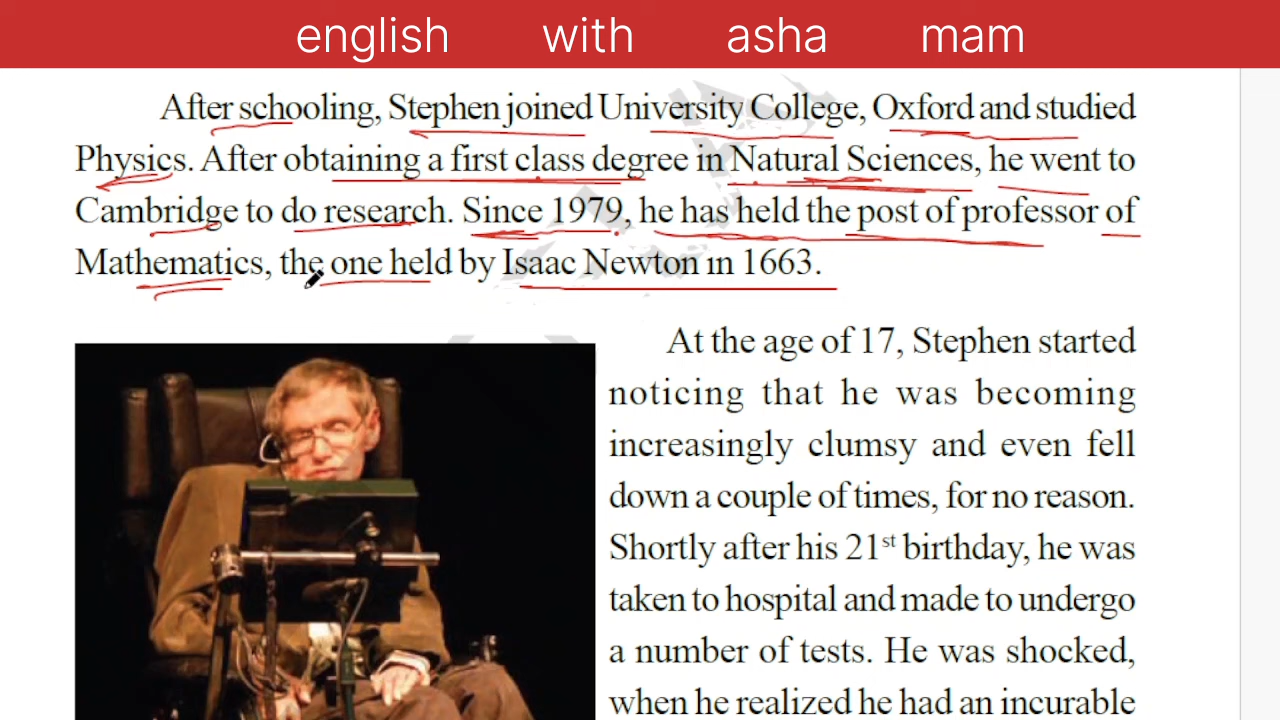 english with asha mam
After schooling, Stephen joined University College, Oxford and studied
Physics. After obtaining a first class degree in Natural Sciences, he went to
Cambridge to do research. Since 1979, he has held the post of professor of
Mathematics, the one held by Isaac Newton in 1663.
At the age of 17, Stephen started
noticing that he was becoming
increasingly clumsy and even fell
down a couple of times, for no reason.
Shortly after his 21st birthday, he was
taken to hospital and made to undergo
a number of tests. He was shocked,
when he realized he had an incurable